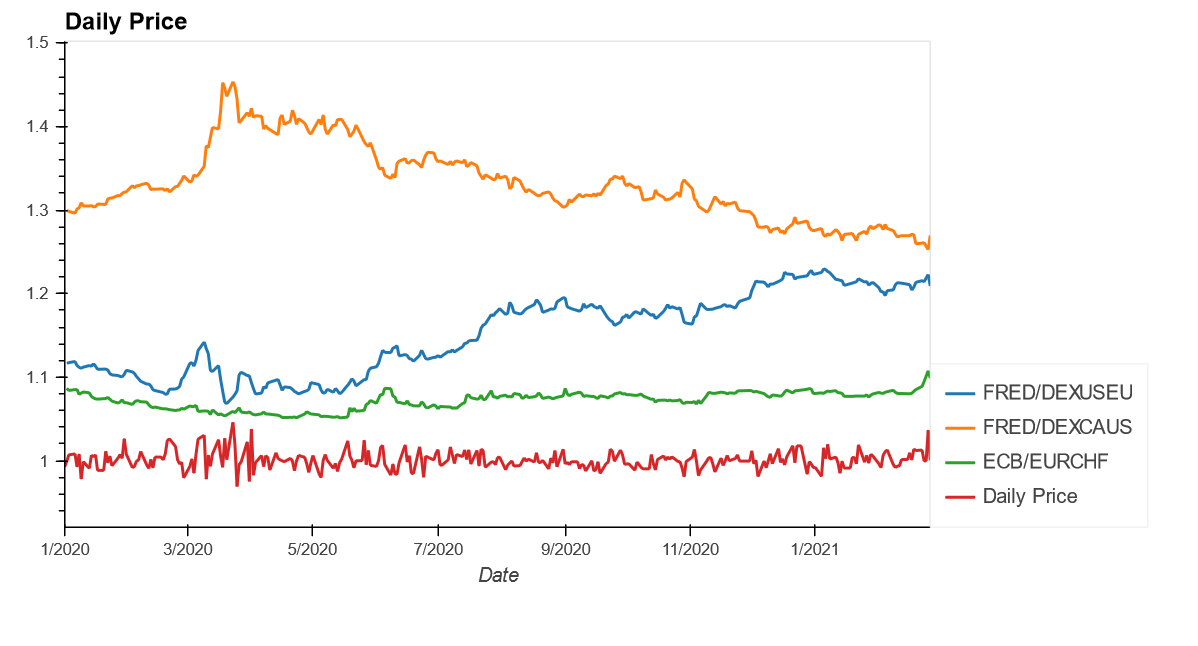 Daily Price
1.5
1.4
1.3
1.2
1.1
1
1/2020
3/2020
5/2020
7/2020
9/2020
11/2020
1/2021
Date
FRED/DEXUSEU
FRED/DEXCAUS
ECB/EURCHF
Daily Price